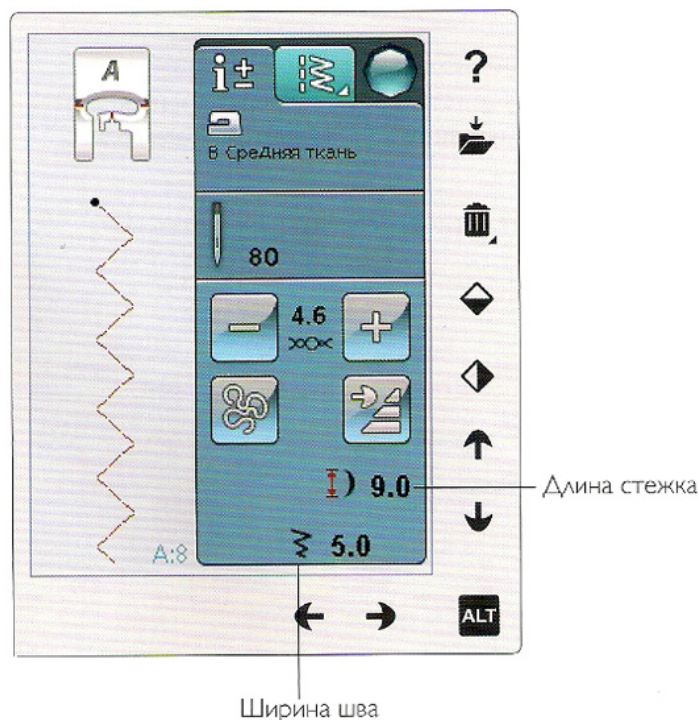 A
i±
?
В Средняя ткань
80
4.6
9.0
Длина стежка
A:8
5.0
ALT
Ширина шва